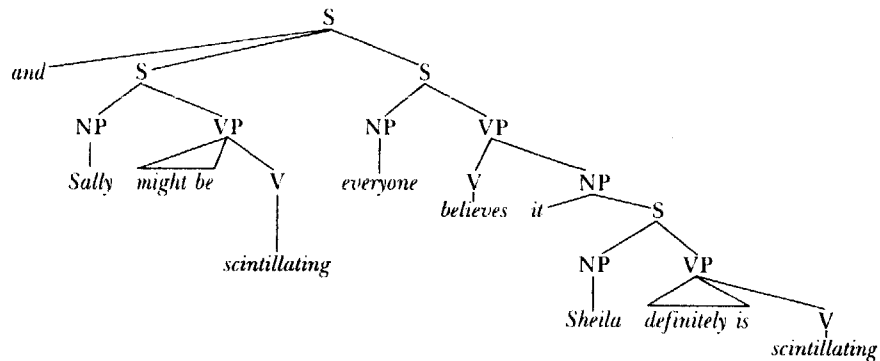 S
and S S
NP VP NP VP
Sally might be V everyone V NP
believes it S
scintillating NP VP
Sheila definitely is V
scintillating